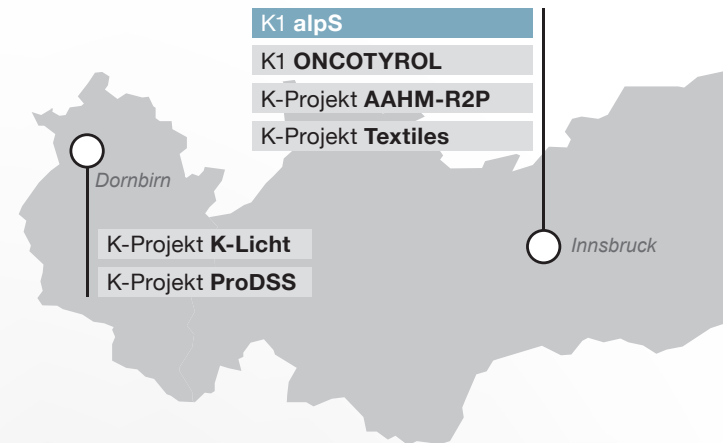 K1 alpS
K1 ONCOTYROL
K-Projekt AAHM-R2P
K-Projekt Textiles
Dornbirn
K-Projekt K-Licht
K-Projekt ProDSS
Innsbruck